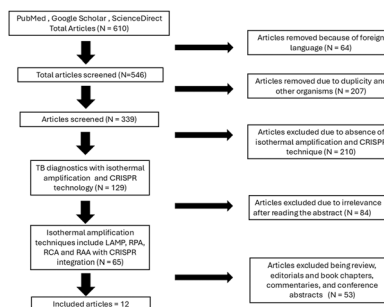 PubMed , Google Scholar , ScienceDirect
Total Articles (N = 610)
Articles removed because of foreign
language (N = 64)
Total articles screened (N=546)
Articles removed due to duplicity and
other organisms (N = 207)
Articles screened (N = 339)
Articles excluded due to absence of
isothermal amplification and CRISPR
technique (N = 210)
TB diagnostics with isothermal
amplification and CRISPR
technology (N = 129)
Articles excluded due to irrelevance
after reading the abstract (N = 84)
Isothermal amplification
techniques include LAMP, RPA,
RCA and RAA with CRISPR
integration (N = 65)
Articles excluded being review,
editorials and book chapters,
commentaries, and conference
abstracts (N = 53)
Included articles = 12